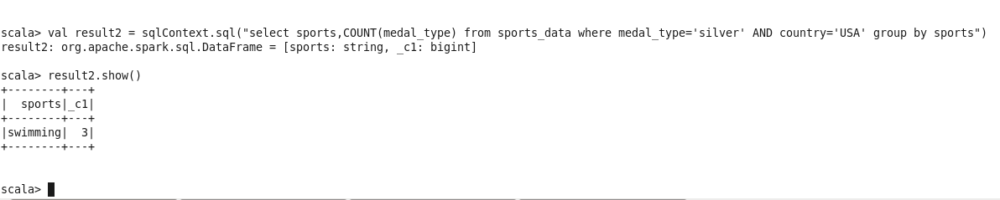 scala> val result2 = sqlContext.sql("select sports,COUNT(medal_type) from sports_data where medal_type='silver' AND country='USA' group by sports")
result2: org.apache.spark.sql.DataFrame = [sports: string, _c1: bigint]
scala> result2.show()
+--------+---+
|  sports|_c1|
+--------+---+
|swimming|  3|
+--------+---+
scala>